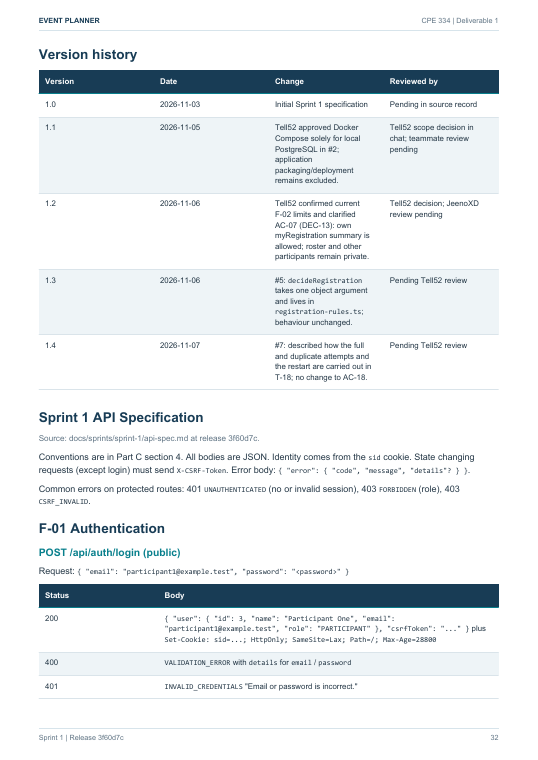 EVENT PLANNER
CPE 334 | Deliverable 1
Version history
Version Date Change Reviewed by
1.0 2026-11-03 Initial Sprint 1 specification Pending in source record
1.1 2026-11-05 Tell52 approved Docker Tell52 scope decision in
Compose solely for local chat; teammate review
PostgreSQL in #2; pending
application
packaging/deployment
remains excluded.
1.2 2026-11-06 Tell52 confirmed current Tell52 decision; JeenoXD
F-02 limits and clarified review pending
AC-07 (DEC-13): own
myRegistration summary is
allowed; roster and other
participants remain private.
1.3 2026-11-06 #5: decideRegistration Pending Tell52 review
takes one object argument
and lives in
registration-rules.ts;
behaviour unchanged.
1.4 2026-11-07 #7: described how the full Pending Tell52 review
and duplicate attempts and
the restart are carried out in
T-18; no change to AC-18.
Sprint 1 API Specification
Source: docs/sprints/sprint-1/api-spec.md at release 3f60d7c.
Conventions are in Part C section 4. All bodies are JSON. Identity comes from the sid cookie. State changing
requests (except login) must send X-CSRF-Token. Error body: { "error": { "code", "message", "details"? } }.
Common errors on protected routes: 401 UNAUTHENTICATED (no or invalid session), 403 FORBIDDEN (role), 403
CSRF_INVALID.
F-01 Authentication
POST /api/auth/login (public)
Request: { "email": "participant1@example.test", "password": "<password>" }
Status Body
200 { "user": { "id": 3, "name": "Participant One", "email":
"participant1@example.test", "role": "PARTICIPANT" }, "csrfToken": "..." } plus
Set-Cookie: sid=...; HttpOnly; SameSite=Lax; Path=/; Max-Age=28800
400 VALIDATION_ERROR with details for email / password
401 INVALID_CREDENTIALS "Email or password is incorrect."
Sprint 1 | Release 3f60d7c
32